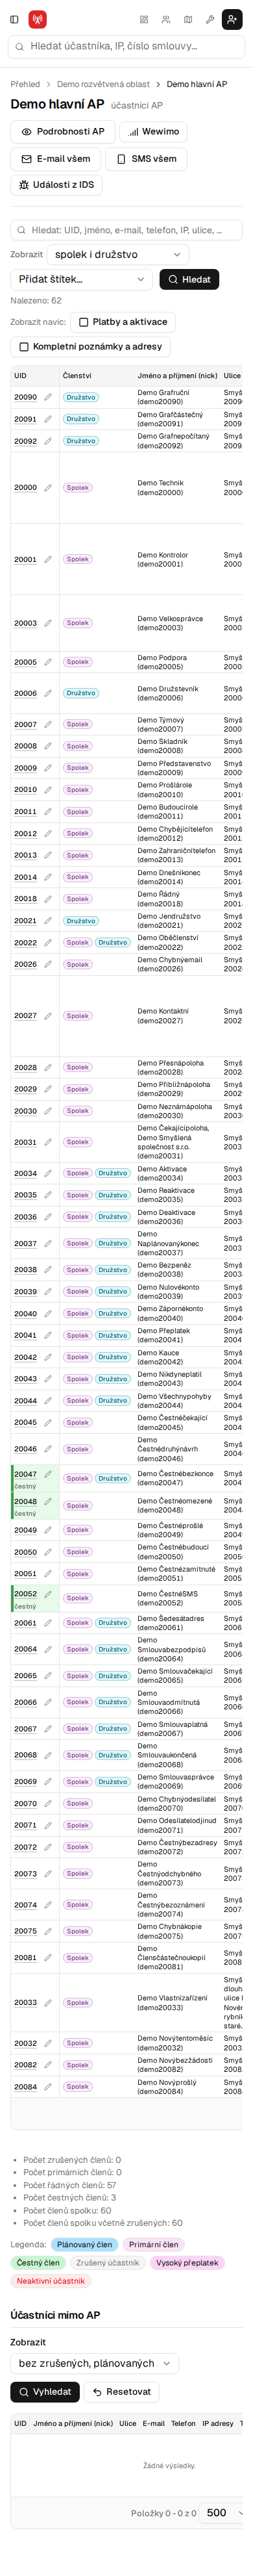 Hledat účastníka, IP, číslo smlouvy...
Přehled > Demo rozvětvená oblast > Demo hlavní AP
Demo hlavní AP účastníci AP
Podrobnosti AP Wewimo
E-mail všem SMS všem
Události z IDS
Hledat: UID, jméno, e-mail, telefon, IP, ulice, ...
Zobrazit spolek i družstvo
Přidat štítek... Hledat
Nalezeno: 62
Zobrazit navíc: Platby a aktivace
Kompletní poznámky a adresy
UID Členství Jméno a příjmení (nick) Ulice
20090 Družstvo Demo Grafruční (demo20090)
20091 Družstvo Demo Grafčástečný (demo20091)
20092 Družstvo Demo Grafnepočítaný (demo20092)
20000 Spolek Demo Technik (demo20000)
20001 Spolek Demo Kontrolor (demo20001)
20003 Spolek Demo Velkosprávce (demo20003)
20005 Spolek Demo Podpora (demo20005)
20006 Družstvo Demo Družstevník (demo20006)
20007 Spolek Demo Týmový (demo20007)
20008 Spolek Demo Skladník (demo20008)
20009 Spolek Demo Představenstvo (demo20009)
20010 Spolek Demo Prošlárole (demo20010)
20011 Spolek Demo Budoucírole (demo20011)
20012 Spolek Demo Chybějícítelefon (demo20012)
20013 Spolek Demo Zahraničnítelefon (demo20013)
20014 Spolek Demo Dnešníkonec (demo20014)
20018 Spolek Demo Řádný (demo20018)
20021 Družstvo Demo Jendružstvo (demo20021)
20022 Spolek Družstvo Demo Oběčlenství (demo20022)
20026 Spolek Demo Chybnýemail (demo20026)
20027 Spolek Demo Kontaktní (demo20027)
20028 Spolek Demo Přesnápoloha (demo20028)
20029 Spolek Demo Přibližnápoloha (demo20029)
20030 Spolek Demo Neznámápoloha (demo20030)
20031 Spolek Demo Čekajícípoloha, Demo Smyšlená společnost s.r.o. (demo20031)
20034 Spolek Družstvo Demo Aktivace (demo20034)
20035 Spolek Družstvo Demo Reaktivace (demo20035)
20036 Spolek Družstvo Demo Deaktivace (demo20036)
20037 Spolek Družstvo Demo Naplánovanýkonec (demo20037)
20038 Spolek Družstvo Demo Bezpeněz (demo20038)
20039 Spolek Družstvo Demo Nulovékonto (demo20039)
20040 Spolek Družstvo Demo Zápornékonto (demo20040)
20041 Spolek Družstvo Demo Přeplatek (demo20041)
20042 Spolek Družstvo Demo Kauce (demo20042)
20043 Spolek Družstvo Demo Nikdyneplatil (demo20043)
20044 Spolek Družstvo Demo Všechnypohyby (demo20044)
20045 Spolek Demo Čestnéčekající (demo20045)
20046 Spolek Demo Čestnédruhýnávrh (demo20046)
20047 čestný Spolek Družstvo Demo Čestnébezkonce (demo20047)
20048 čestný Spolek Demo Čestnéomezené (demo20048)
20049 Spolek Demo Čestnéprošlé (demo20049)
20050 Spolek Demo Čestnébudoucí (demo20050)
20051 Spolek Demo Čestnézamítnuté (demo20051)
20052 čestný Spolek Demo ČestnéSMS (demo20052)
20061 Spolek Družstvo Demo Šedesátadres (demo20061)
20064 Spolek Družstvo Demo Smlouvabezpodpisů (demo20064)
20065 Spolek Družstvo Demo Smlouvačekající (demo20065)
20066 Spolek Družstvo Demo Smlouvaodmítnutá (demo20066)
20067 Spolek Družstvo Demo Smlouvaplatná (demo20067)
20068 Spolek Družstvo Demo Smlouvaukončená (demo20068)
20069 Spolek Družstvo Demo Smlouvasprávce (demo20069)
20070 Spolek Demo Chybnýodesílatel (demo20070)
20071 Spolek Demo Odesílatelodjinud (demo20071)
20072 Spolek Demo Čestnýbezadresy (demo20072)
20073 Spolek Demo Čestnýodchybného (demo20073)
20074 Spolek Demo Čestnýbezoznámení (demo20074)
20075 Spolek Demo Chybnákopie (demo20075)
20081 Spolek Demo Člensčástečnoukopií (demo20081)
20033 Spolek Demo Vlastnízařízení (demo20033)
20032 Spolek Demo Novýtentoměsíc (demo20032)
20082 Spolek Demo Novýbezžádosti (demo20082)
20084 Spolek Demo Novýprošlý (demo20084)
Počet zrušených členů: 0
Počet primárních členů: 0
Počet řádných členů: 57
Počet čestných členů: 3
Počet členů spolku: 60
Počet členů spolku včetně zrušených: 60
Legenda: Plánovaný člen Primární člen
Čestný člen Zrušený účastník Vysoký přeplatek
Neaktivní účastník
Účastníci mimo AP
Zobrazit
bez zrušených, plánovaných
Vyhledat Resetovat
UID Jméno a příjmení (nick) Ulice E-mail Telefon IP adresy
Žádné výsledky.
Položky 0 - 0 z 0 500